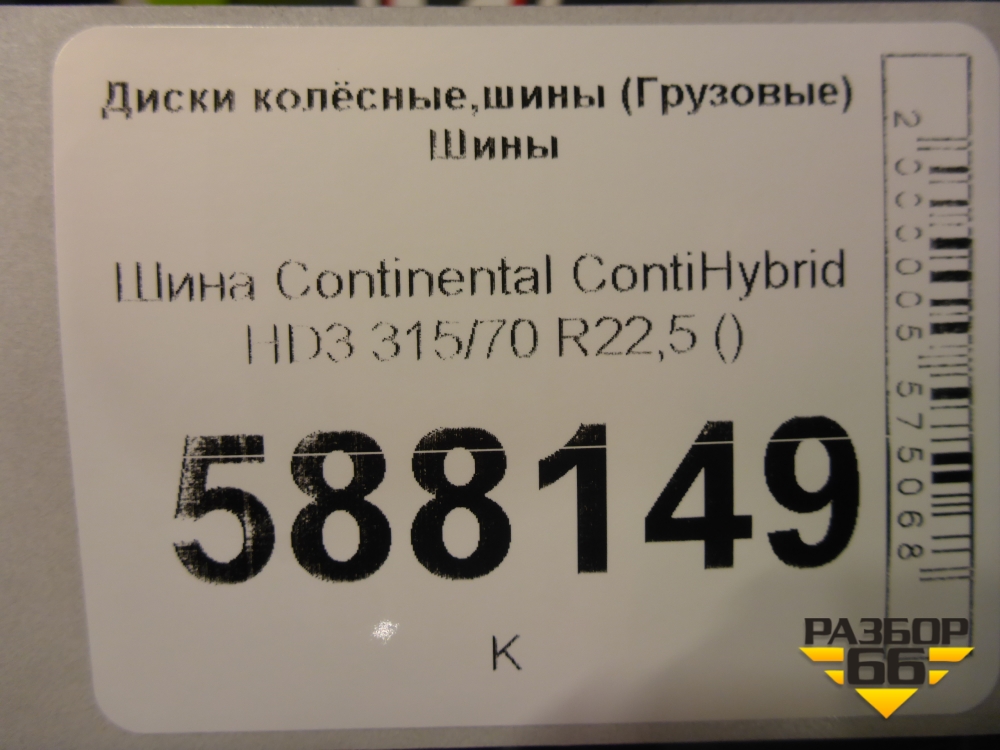 Диски колёсные,шины (Грузовые)
Шины
Шина Continental ContiHybrid
HD3 315/70 R22,5 ()
588149
K
2000005575068
РАЗБОР
66